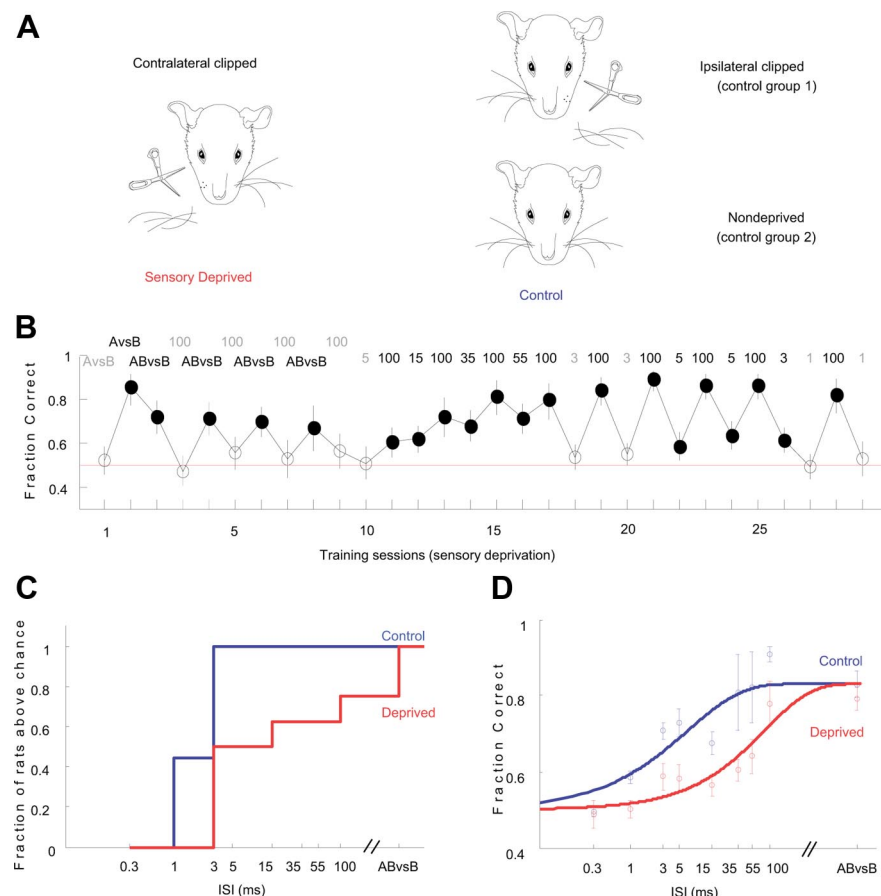 A
Contralateral clipped
Ipsilateral clipped
(control group 1)
Nondeprived
(control group 2)
Sensory Deprived
Control
B
AvsB 100 100 100 100
AvsB ABvsB ABvsB ABvsB ABvsB 5 100 15 100 35 100 55 100 3 100 3 100 5 100 5 100 3 1 100 1
Fraction Correct
1
0.8
0.6
0.4
1 5 10 15 20 25
Training sessions (sensory deprivation)
C
Fraction of rats above chance
1
0.8
0.6
0.4
0.2
0
Control
Deprived
0.3 1 3 5 15 35 55 100 // ABvsB
ISI (ms)
D
Fraction Correct
1
0.8
0.6
0.4
Control
Deprived
0.3 1 3 5 15 35 55 100 // ABvsB
ISI (ms)